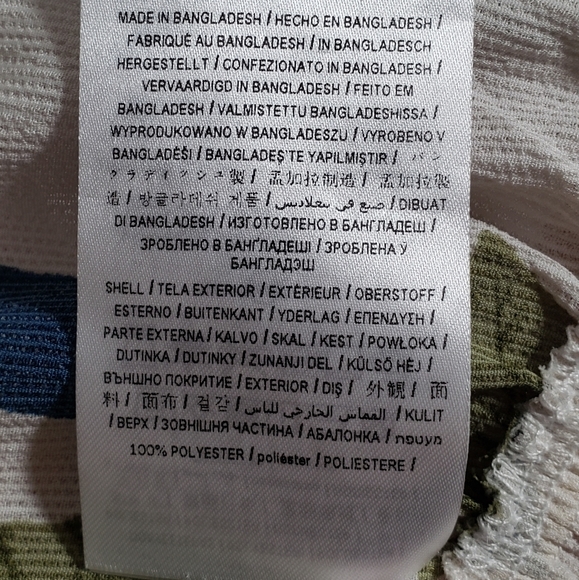 MADE IN BANGLADESH / HECHO EN BANGLADESH /
FABRIQUÉ AU BANGLADESH / IN BANGLADESCH
HERGESTELLT / CONFEZIONATO IN BANGLADESH /
VERVAARDIGD IN BANGLADESH / FEITO EM
BANGLADESH / VALMISTETTU BANGLADESHISSA /
WYPRODUKOWANO W BANGLADESZU / VYROBENO V
BANGLADÉŠI / BANGLADEŞ'TE YAPILMIŞTIR / バン
グラディッシュ製 / 孟加拉制造 / 孟加拉製
造 / 방글라데쉬 제품 / صنع في بنغلاديس / DIBUAT
DI BANGLADESH / ИЗГОТОВЛЕНО В БАНГЛАДЕШ /
ЗРОБЛЕНО В БАНГЛАДЕШІ / ЗРОБЛЕНА У
БАНГЛАДЭШ
SHELL / TELA EXTERIOR / EXTÉRIEUR / OBERSTOFF /
ESTERNO / BUITENKANT / YDERLAG / ΕΠΕΝΔΥΣΗ /
PARTE EXTERNA / KALVO / SKAL / KEST / POWŁOKA /
DUTINKA / DUTINKY / ZUNANJI DEL / KÜLSŐ HÉJ /
ВЪНШНО ПОКРИТИЕ / EXTERIOR / DIŞ / 外観 / 面
料 / 面布 / 겉감 / القماس الخارجي للناس / KULIT
/ ВЕРХ / ЗОВНІШНЯ ЧАСТИНА / АБАЛОНКА / מעטפת
100% POLYESTER / poliéster / POLIESTERE /